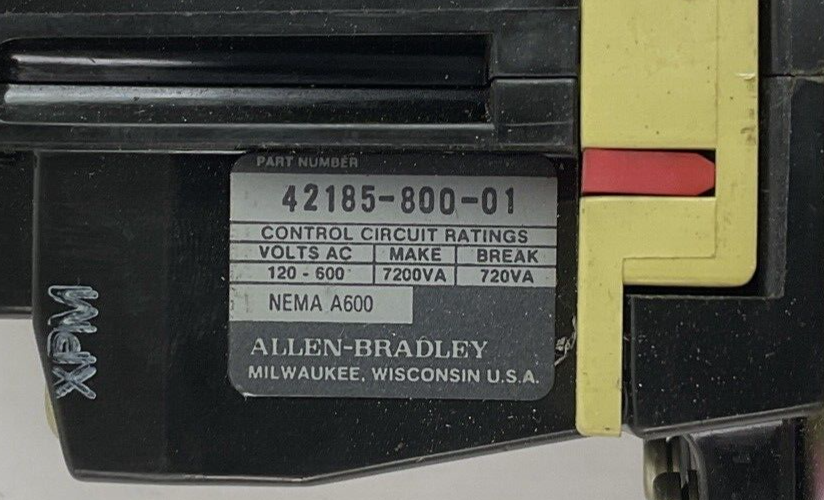 PART NUMBER
42185-800-01
CONTROL CIRCUIT RATINGS
VOLTS AC MAKE BREAK
120 - 600 7200VA 720VA
NEMA A600
ALLEN-BRADLEY
MILWAUKEE, WISCONSIN U.S.A.